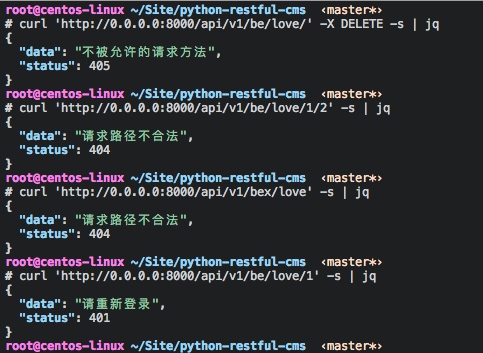 root@centos-linux ~/Site/python-restful-cms  ‹master*›
# curl 'http://0.0.0.0:8000/api/v1/be/love/' -X DELETE -s | jq
{
  "data": "不被允许的请求方法",
  "status": 405
}
root@centos-linux ~/Site/python-restful-cms  ‹master*›
# curl 'http://0.0.0.0:8000/api/v1/be/love/1/2' -s | jq
{
  "data": "请求路径不合法",
  "status": 404
}
root@centos-linux ~/Site/python-restful-cms  ‹master*›
# curl 'http://0.0.0.0:8000/api/v1/bex/love' -s | jq
{
  "data": "请求路径不合法",
  "status": 404
}
root@centos-linux ~/Site/python-restful-cms  ‹master*›
# curl 'http://0.0.0.0:8000/api/v1/be/love/1' -s | jq
{
  "data": "请重新登录",
  "status": 401
}
root@centos-linux ~/Site/python-restful-cms  ‹master*›